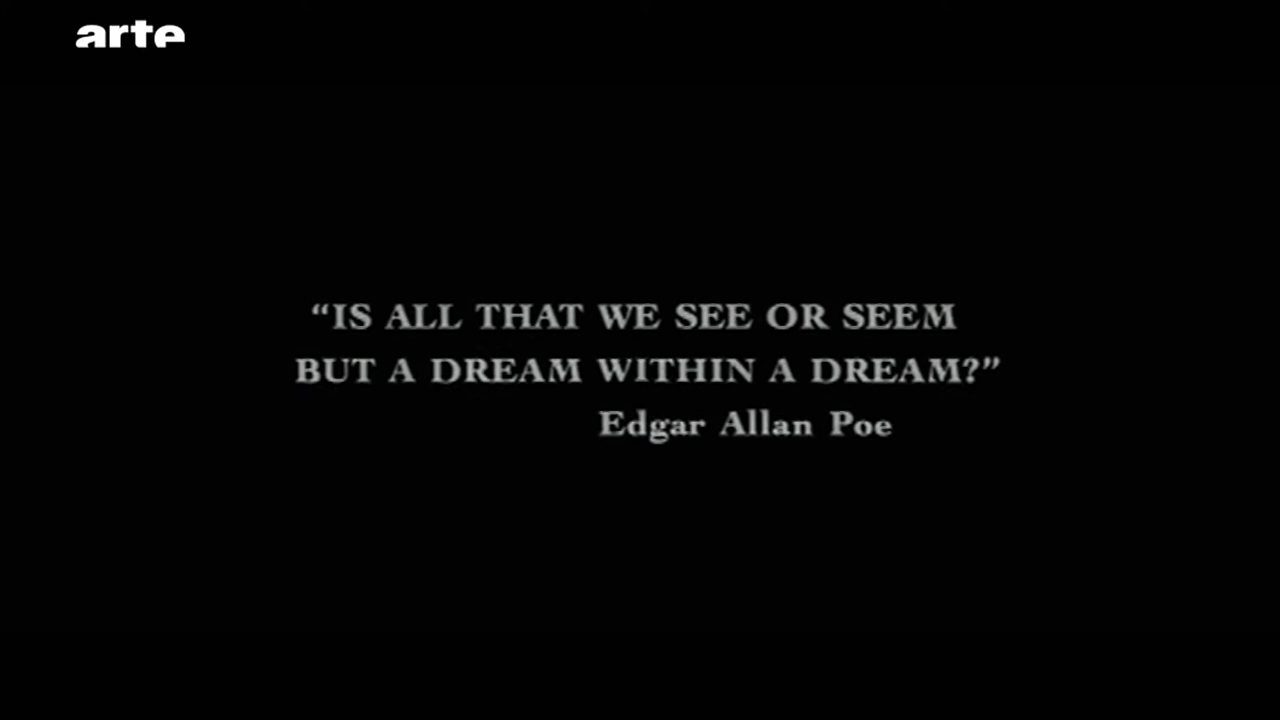 arte
“IS ALL THAT WE SEE OR SEEM
BUT A DREAM WITHIN A DREAM?”
Edgar Allan Poe